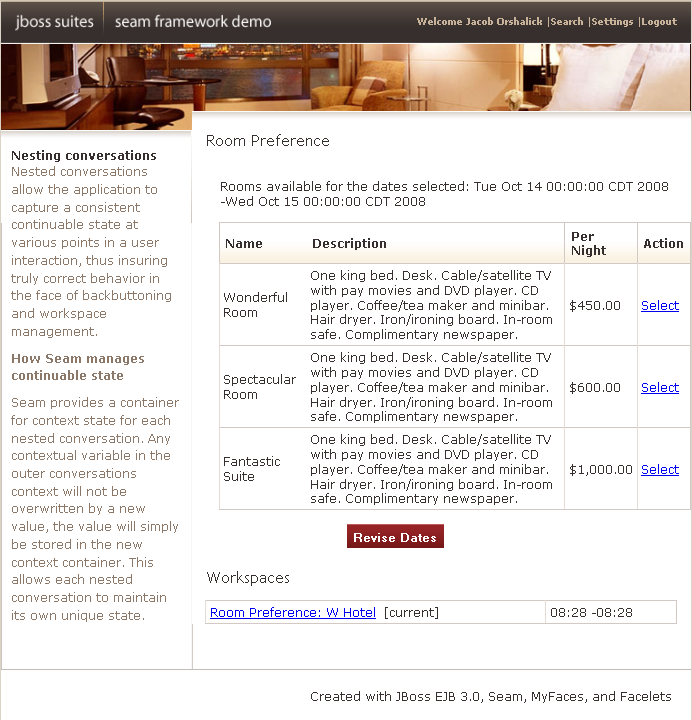 jboss suites seam framework demo Welcome Jacob Orshalick |Search |Settings |Logout
Nesting conversations
Nested conversations
allow the application to
capture a consistent
continuable state at
various points in a user
interaction, thus insuring
truly correct behavior in
the face of backbuttoning
and workspace
management.
How Seam manages
continuable state
Seam provides a container
for context state for each
nested conversation. Any
contextual variable in the
outer conversations
context will not be
overwritten by a new
value, the value will simply
be stored in the new
context container. This
allows each nested
conversation to maintain
its own unique state.
Room Preference
Rooms available for the dates selected: Tue Oct 14 00:00:00 CDT 2008
-Wed Oct 15 00:00:00 CDT 2008
Name Description Per Night Action
Wonderful Room
One king bed. Desk. Cable/satellite TV
with pay movies and DVD player. CD
player. Coffee/tea maker and minibar.
Hair dryer. Iron/ironing board. In-room
safe. Complimentary newspaper.
$450.00 Select
Spectacular Room
One king bed. Desk. Cable/satellite TV
with pay movies and DVD player. CD
player. Coffee/tea maker and minibar.
Hair dryer. Iron/ironing board. In-room
safe. Complimentary newspaper.
$600.00 Select
Fantastic Suite
One king bed. Desk. Cable/satellite TV
with pay movies and DVD player. CD
player. Coffee/tea maker and minibar.
Hair dryer. Iron/ironing board. In-room
safe. Complimentary newspaper.
$1,000.00 Select
Revise Dates
Workspaces
Room Preference: W Hotel [current] 08:28 -08:28
Created with JBoss EJB 3.0, Seam, MyFaces, and Facelets